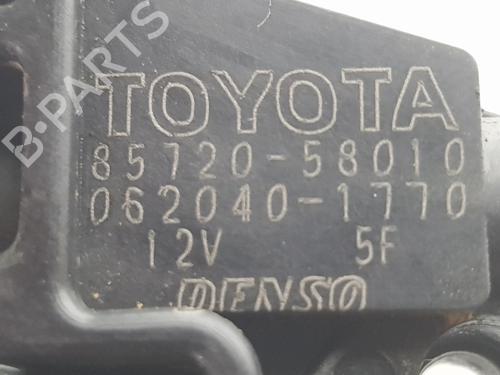 B-PARTS
TOYOTA
85720-58010
062040-1770
12V 5F
DENSO